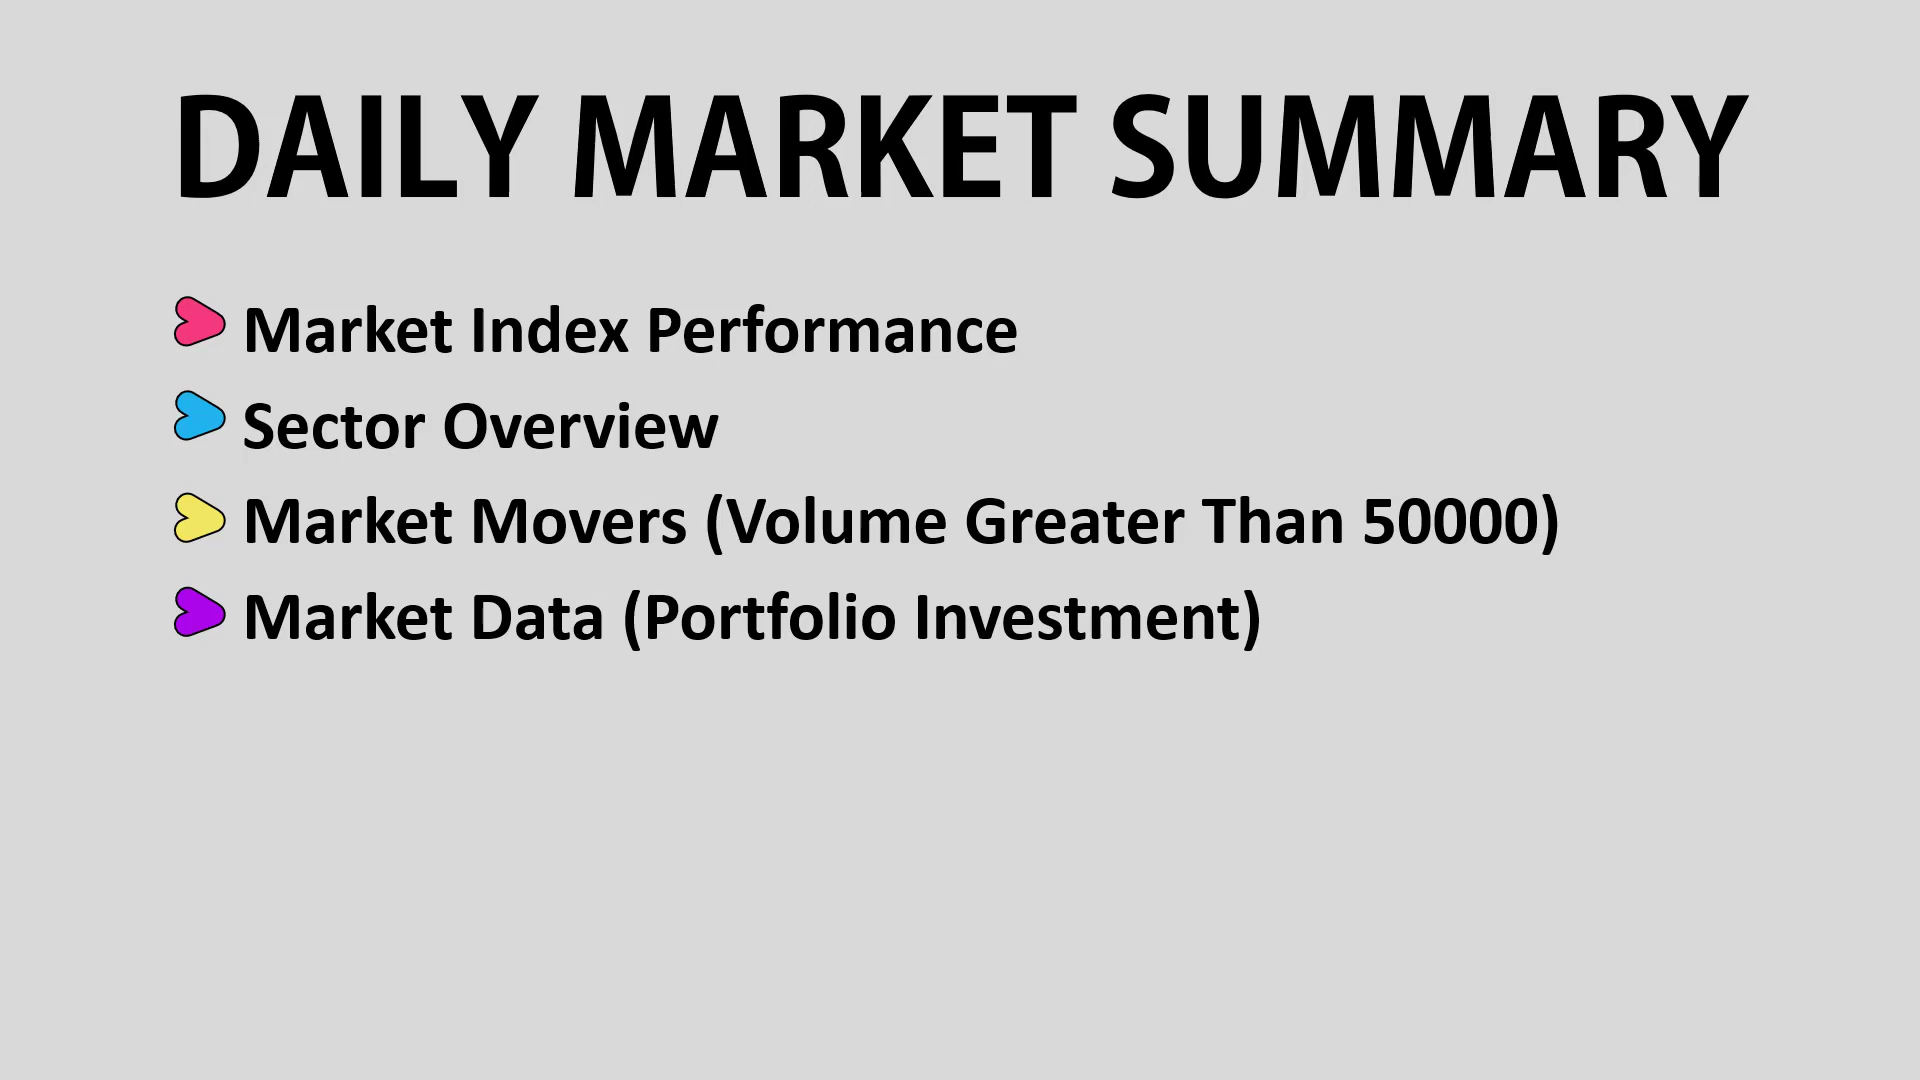 DAILY MARKET SUMMARY
Market Index Performance
Sector Overview
Market Movers (Volume Greater Than 50000)
Market Data (Portfolio Investment)